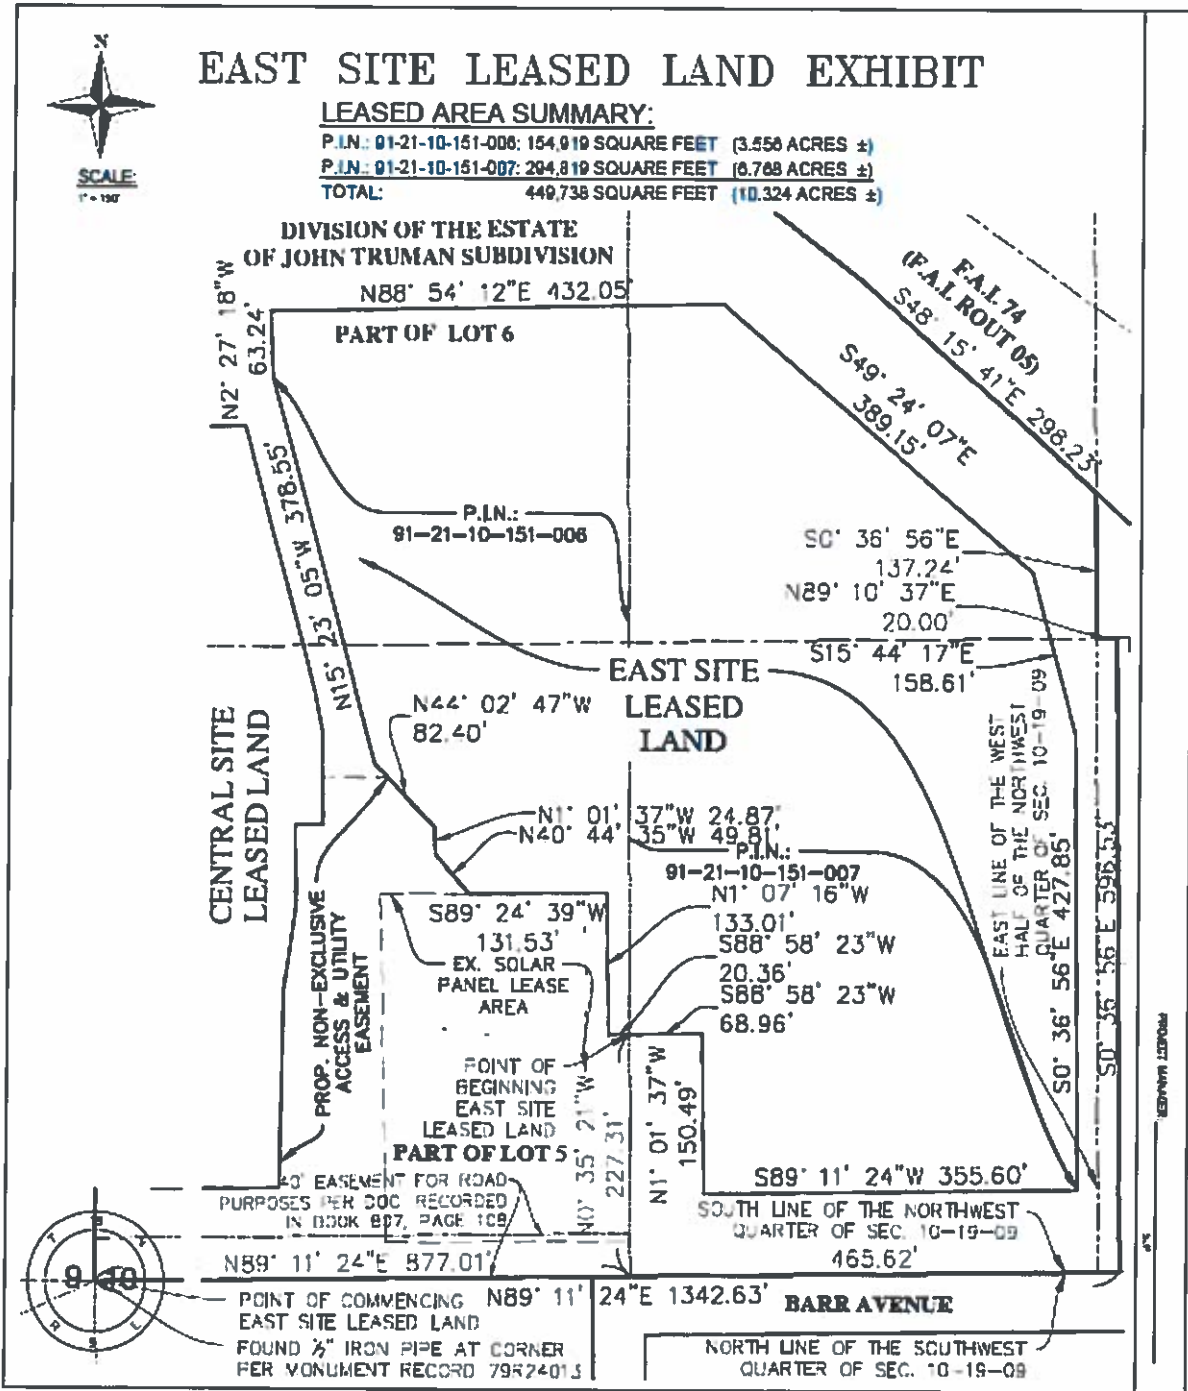 N
EAST SITE LEASED LAND EXHIBIT
LEASED AREA SUMMARY:
P.I.N.: 91-21-10-151-006: 154,919 SQUARE FEET (3.556 ACRES ±)
P.I.N.: 91-21-10-151-007: 294,819 SQUARE FEET (6.768 ACRES ±)
TOTAL: 449,738 SQUARE FEET (10.324 ACRES ±)
SCALE:
DIVISION OF THE ESTATE
OF JOHN TRUMAN SUBDIVISION
N2° 27' 18"W
63.24'
N88° 54' 12"E 432.05'
PART OF LOT 6
F.A.I. 74
(F.A.I. ROUT 05)
S48° 15' 41"E 298.23'
S49° 24' 07"E
389.15'
N15° 23' 05"W 378.55'
P.I.N.:
91-21-10-151-006
S0° 36' 56"E
137.24'
N89° 10' 37"E
20.00'
S15° 44' 17"E
158.61'
EAST SITE
LEASED
LAND
N44° 02' 47"W
82.40'
CENTRAL SITE
LEASED LAND
N1° 01' 37"W 24.87'
N40° 44' 35"W 49.81'
P.I.N.:
91-21-10-151-007
EAST LINE OF THE WEST
HALF OF THE NORTHWEST
QUARTER OF SEC. 10-19-09
S0° 36' 56"E 427.85'
S0° 36' 56"E 596.53'
N1° 07' 16"W
133.01'
S89° 24' 39"W
131.53'
S88° 58' 23"W
20.36'
S88° 58' 23"W
68.96'
EX. SOLAR
PANEL LEASE
AREA
PROP. NON-EXCLUSIVE
ACCESS & UTILITY
EASEMENT
POINT OF
BEGINNING
EAST SITE
LEASED LAND
N0° 35' 21"W
227.31'
N1° 01' 37"W
150.49'
PART OF LOT 5
40' EASEMENT FOR ROAD
PURPOSES PER DOC. RECORDED
IN BOOK 897, PAGE 108
S89° 11' 24"W 355.60'
SOUTH LINE OF THE NORTHWEST
QUARTER OF SEC. 10-19-09
465.62'
N89° 11' 24"E 877.01'
9 10
POINT OF COMMENCING
EAST SITE LEASED LAND
N89° 11' 24"E 1342.63'
BARR AVENUE
FOUND ½" IRON PIPE AT CORNER
PER MONUMENT RECORD
NORTH LINE OF THE SOUTHWEST
QUARTER OF SEC. 10-19-09
PROJECT MANAGER: